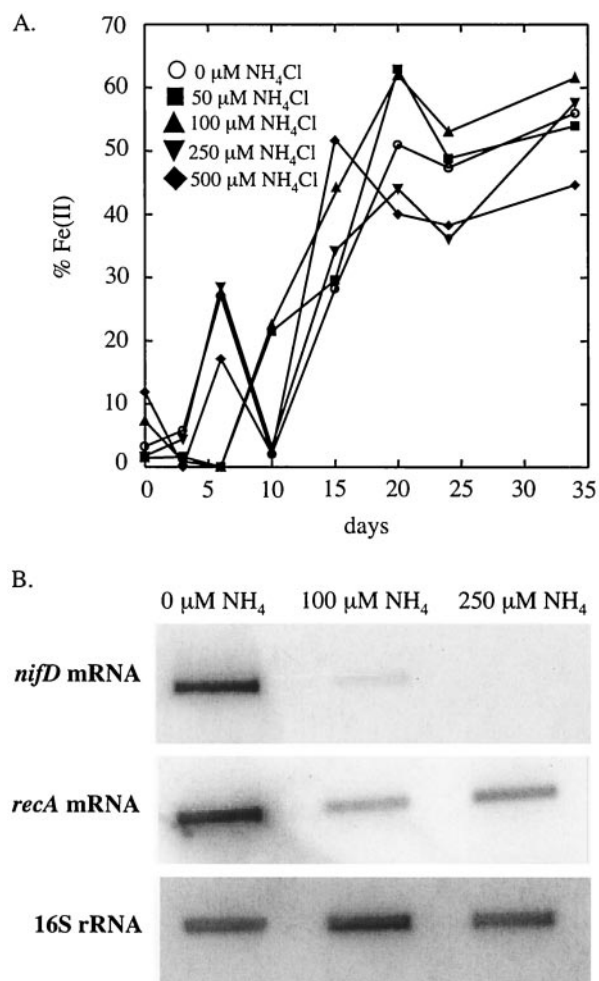 A.
70
60
50
40
30
20
10
0
% Fe(II)
0 µM NH₄Cl
50 µM NH₄Cl
100 µM NH₄Cl
250 µM NH₄Cl
500 µM NH₄Cl
0 5 10 15 20 25 30 35
days
B.
0 µM NH₄ 100 µM NH₄ 250 µM NH₄
nifD mRNA
recA mRNA
16S rRNA